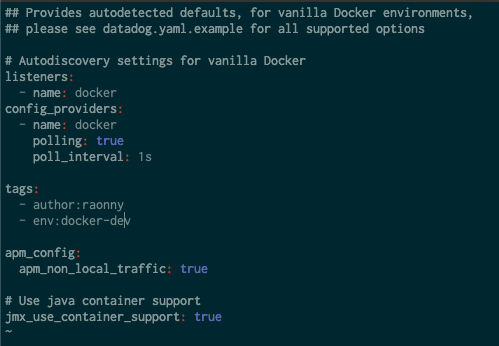 ## Provides autodetected defaults, for vanilla Docker environments,
## please see datadog.yaml.example for all supported options

# Autodiscovery settings for vanilla Docker
listeners:
  - name: docker
config_providers:
  - name: docker
    polling: true
    poll_interval: 1s

tags:
  - author:raonny
  - env:docker-dev

apm_config:
  apm_non_local_traffic: true

# Use java container support
jmx_use_container_support: true
~